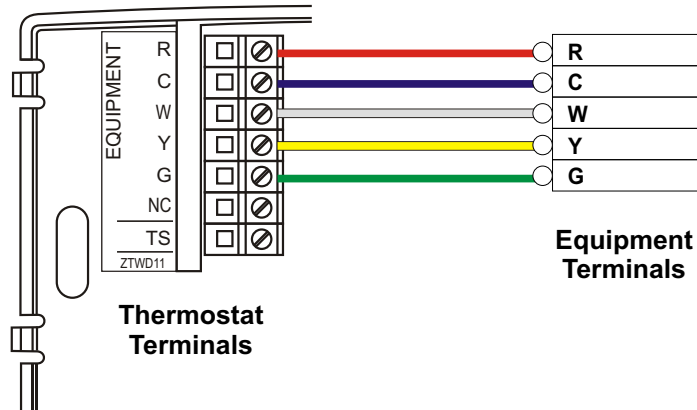 EQUIPMENT
R
C
W
Y
G
NC
TS
ZTWD11
Thermostat
Terminals
R
C
W
Y
G
Equipment
Terminals